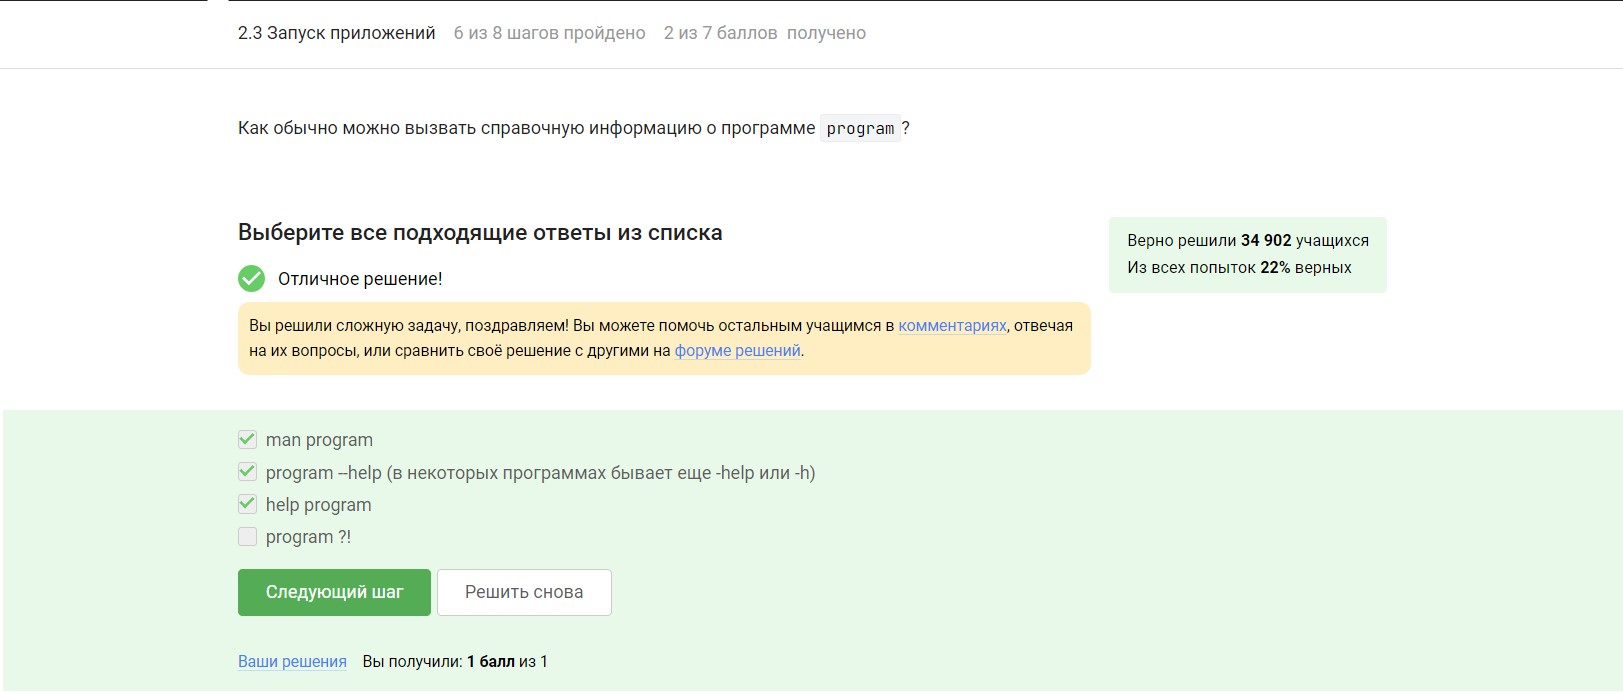 2.3 Запуск приложений 6 из 8 шагов пройдено 2 из 7 баллов получено
Как обычно можно вызвать справочную информацию о программе program?
Выберите все подходящие ответы из списка
Отличное решение!
Вы решили сложную задачу, поздравляем! Вы можете помочь остальным учащимся в комментариях, отвечая
на их вопросы, или сравнить своё решение с другими на форуме решений.
Верно решили 34 902 учащихся
Из всех попыток 22% верных
man program
program --help (в некоторых программах бывает еще -help или -h)
help program
program ?!
Следующий шаг Решить снова
Ваши решения Вы получили: 1 балл из 1